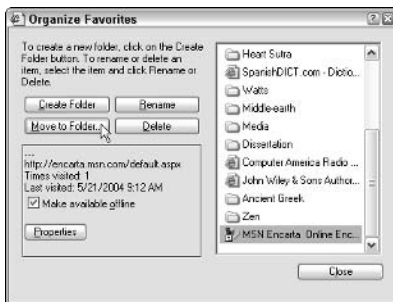 Organize Favorites
To create a new folder, click on the Create
Folder button. To rename or delete an
item, select the item and click Rename or
Delete.
Create Folder
Rename
Move to Folder...
Delete
---
http://encarta.msn.com/default.aspx
Times visited: 1
Last visited: 5/21/2004 9:12 AM
Make available offline
Properties
Heart Sutra
SpanishDICT.com - Dictio...
Watts
Middle-earth
Media
Dissertation
Computer America Radio ...
John Wiley & Sons Author...
Ancient Greek
Zen
MSN Encarta Online Enc...
Close